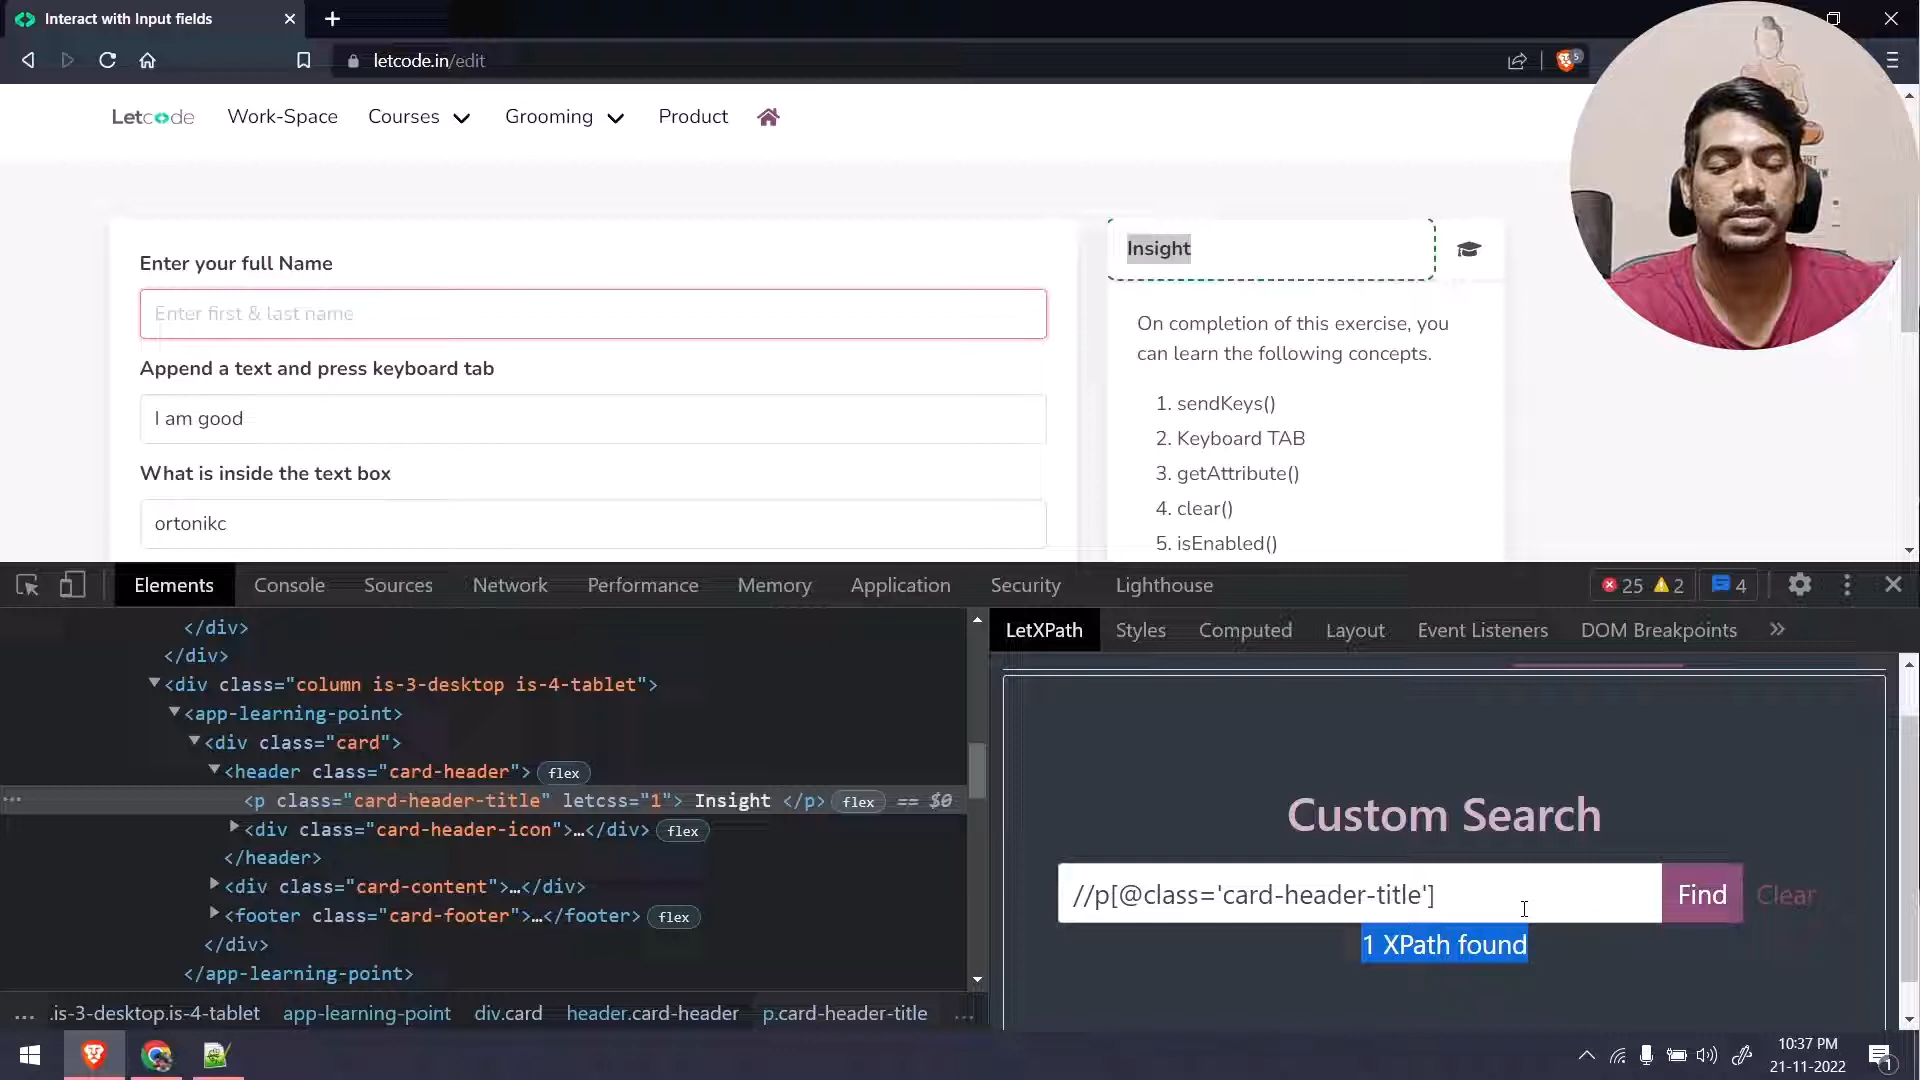 Interact with Input fields
letcode.in/edit
5
Letcode Work-Space Courses Grooming Product
Enter your full Name
Enter first & last name
Append a text and press keyboard tab
I am good
What is inside the text box
ortonikc
Insight
On completion of this exercise, you
can learn the following concepts.
1. sendKeys()
2. Keyboard TAB
3. getAttribute()
4. clear()
5. isEnabled()
Elements Console Sources Network Performance Memory Application Security Lighthouse 25 2 4
</div>
</div>
<div class="column is-3-desktop is-4-tablet">
<app-learning-point>
<div class="card">
<header class="card-header"> flex
... <p class="card-header-title" letcss="1"> Insight </p> flex == $0
<div class="card-header-icon">…</div> flex
</header>
<div class="card-content">…</div>
<footer class="card-footer">…</footer> flex
</div>
</app-learning-point>
... .is-3-desktop.is-4-tablet app-learning-point div.card header.card-header p.card-header-title ...
LetXPath Styles Computed Layout Event Listeners DOM Breakpoints »
Custom Search
//p[@class='card-header-title'] Find Clear
1 XPath found
10:37 PM
21-11-2022
1